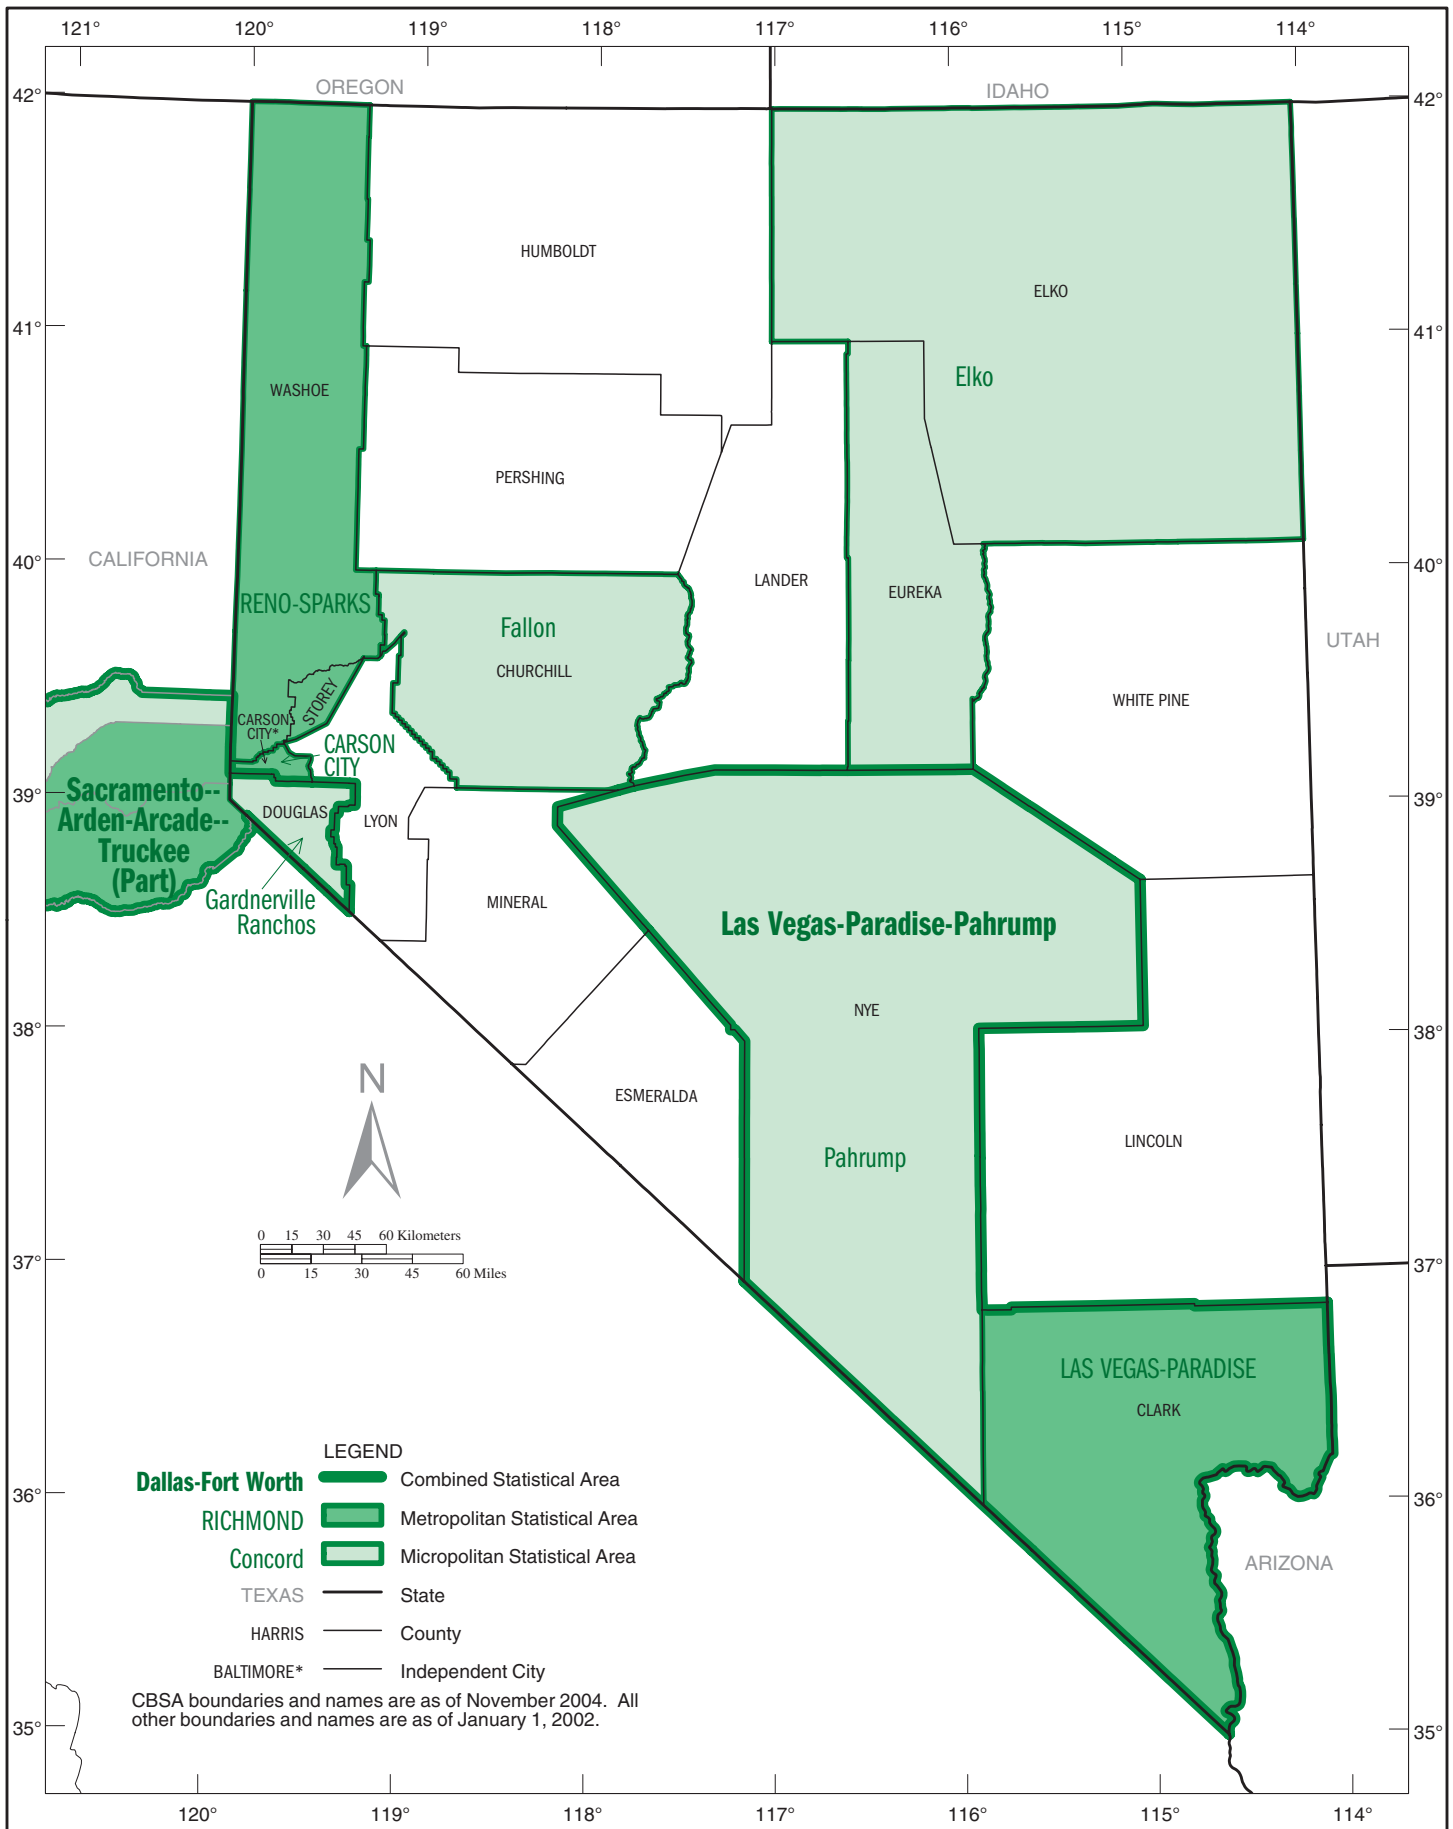 121° 120° 119° 118° 117° 116° 115° 114°
OREGON
IDAHO
42°
42°
HUMBOLDT
ELKO
41°
41°
Elko
WASHOE
PERSHING
CALIFORNIA
40°
40°
LANDER
EUREKA
RENO-SPARKS
Fallon
UTAH
CHURCHILL
STOREY
WHITE PINE
CARSON
CITY*
CARSON
CITY
39°
39°
Sacramento--
Arden-Arcade--
Truckee
(Part)
DOUGLAS
LYON
Gardnerville
Ranchos
MINERAL
Las Vegas-Paradise-Pahrump
NYE
38°
38°
N
ESMERALDA
LINCOLN
Pahrump
0 15 30 45 60 Kilometers
0 15 30 45 60 Miles
37°
37°
LAS VEGAS-PARADISE
CLARK
LEGEND
Dallas-Fort Worth Combined Statistical Area
RICHMOND Metropolitan Statistical Area
Concord Micropolitan Statistical Area
TEXAS State
HARRIS County
BALTIMORE* Independent City
36°
36°
ARIZONA
CBSA boundaries and names are as of November 2004. All
other boundaries and names are as of January 1, 2002.
35°
35°
120° 119° 118° 117° 116° 115° 114°